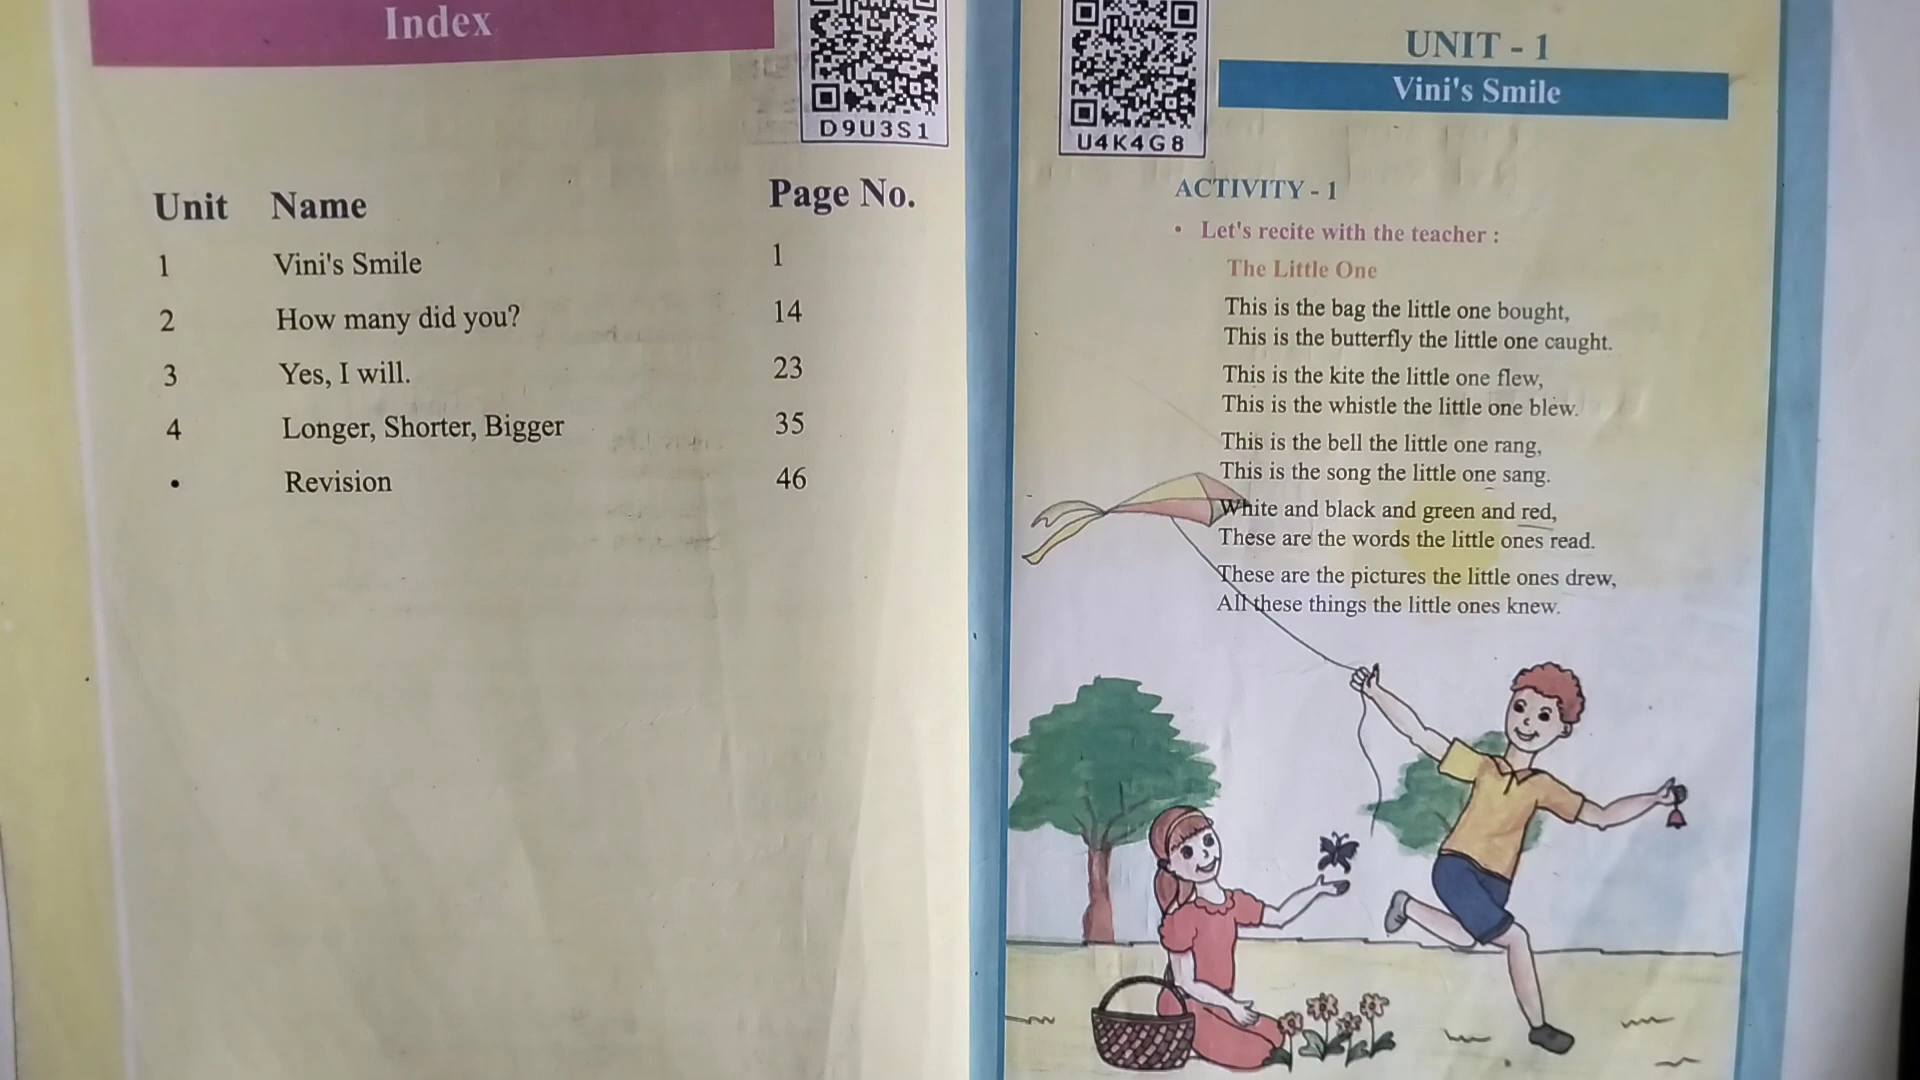 Index
D9U3S1
Unit Name Page No.
1 Vini's Smile 1
2 How many did you? 14
3 Yes, I will. 23
4 Longer, Shorter, Bigger 35
• Revision 46
U4K4G8
UNIT - 1
Vini's Smile
ACTIVITY - 1
• Let's recite with the teacher :
The Little One
This is the bag the little one bought,
This is the butterfly the little one caught.
This is the kite the little one flew,
This is the whistle the little one blew.
This is the bell the little one rang,
This is the song the little one sang.
White and black and green and red,
These are the words the little ones read.
These are the pictures the little ones drew,
All these things the little ones knew.